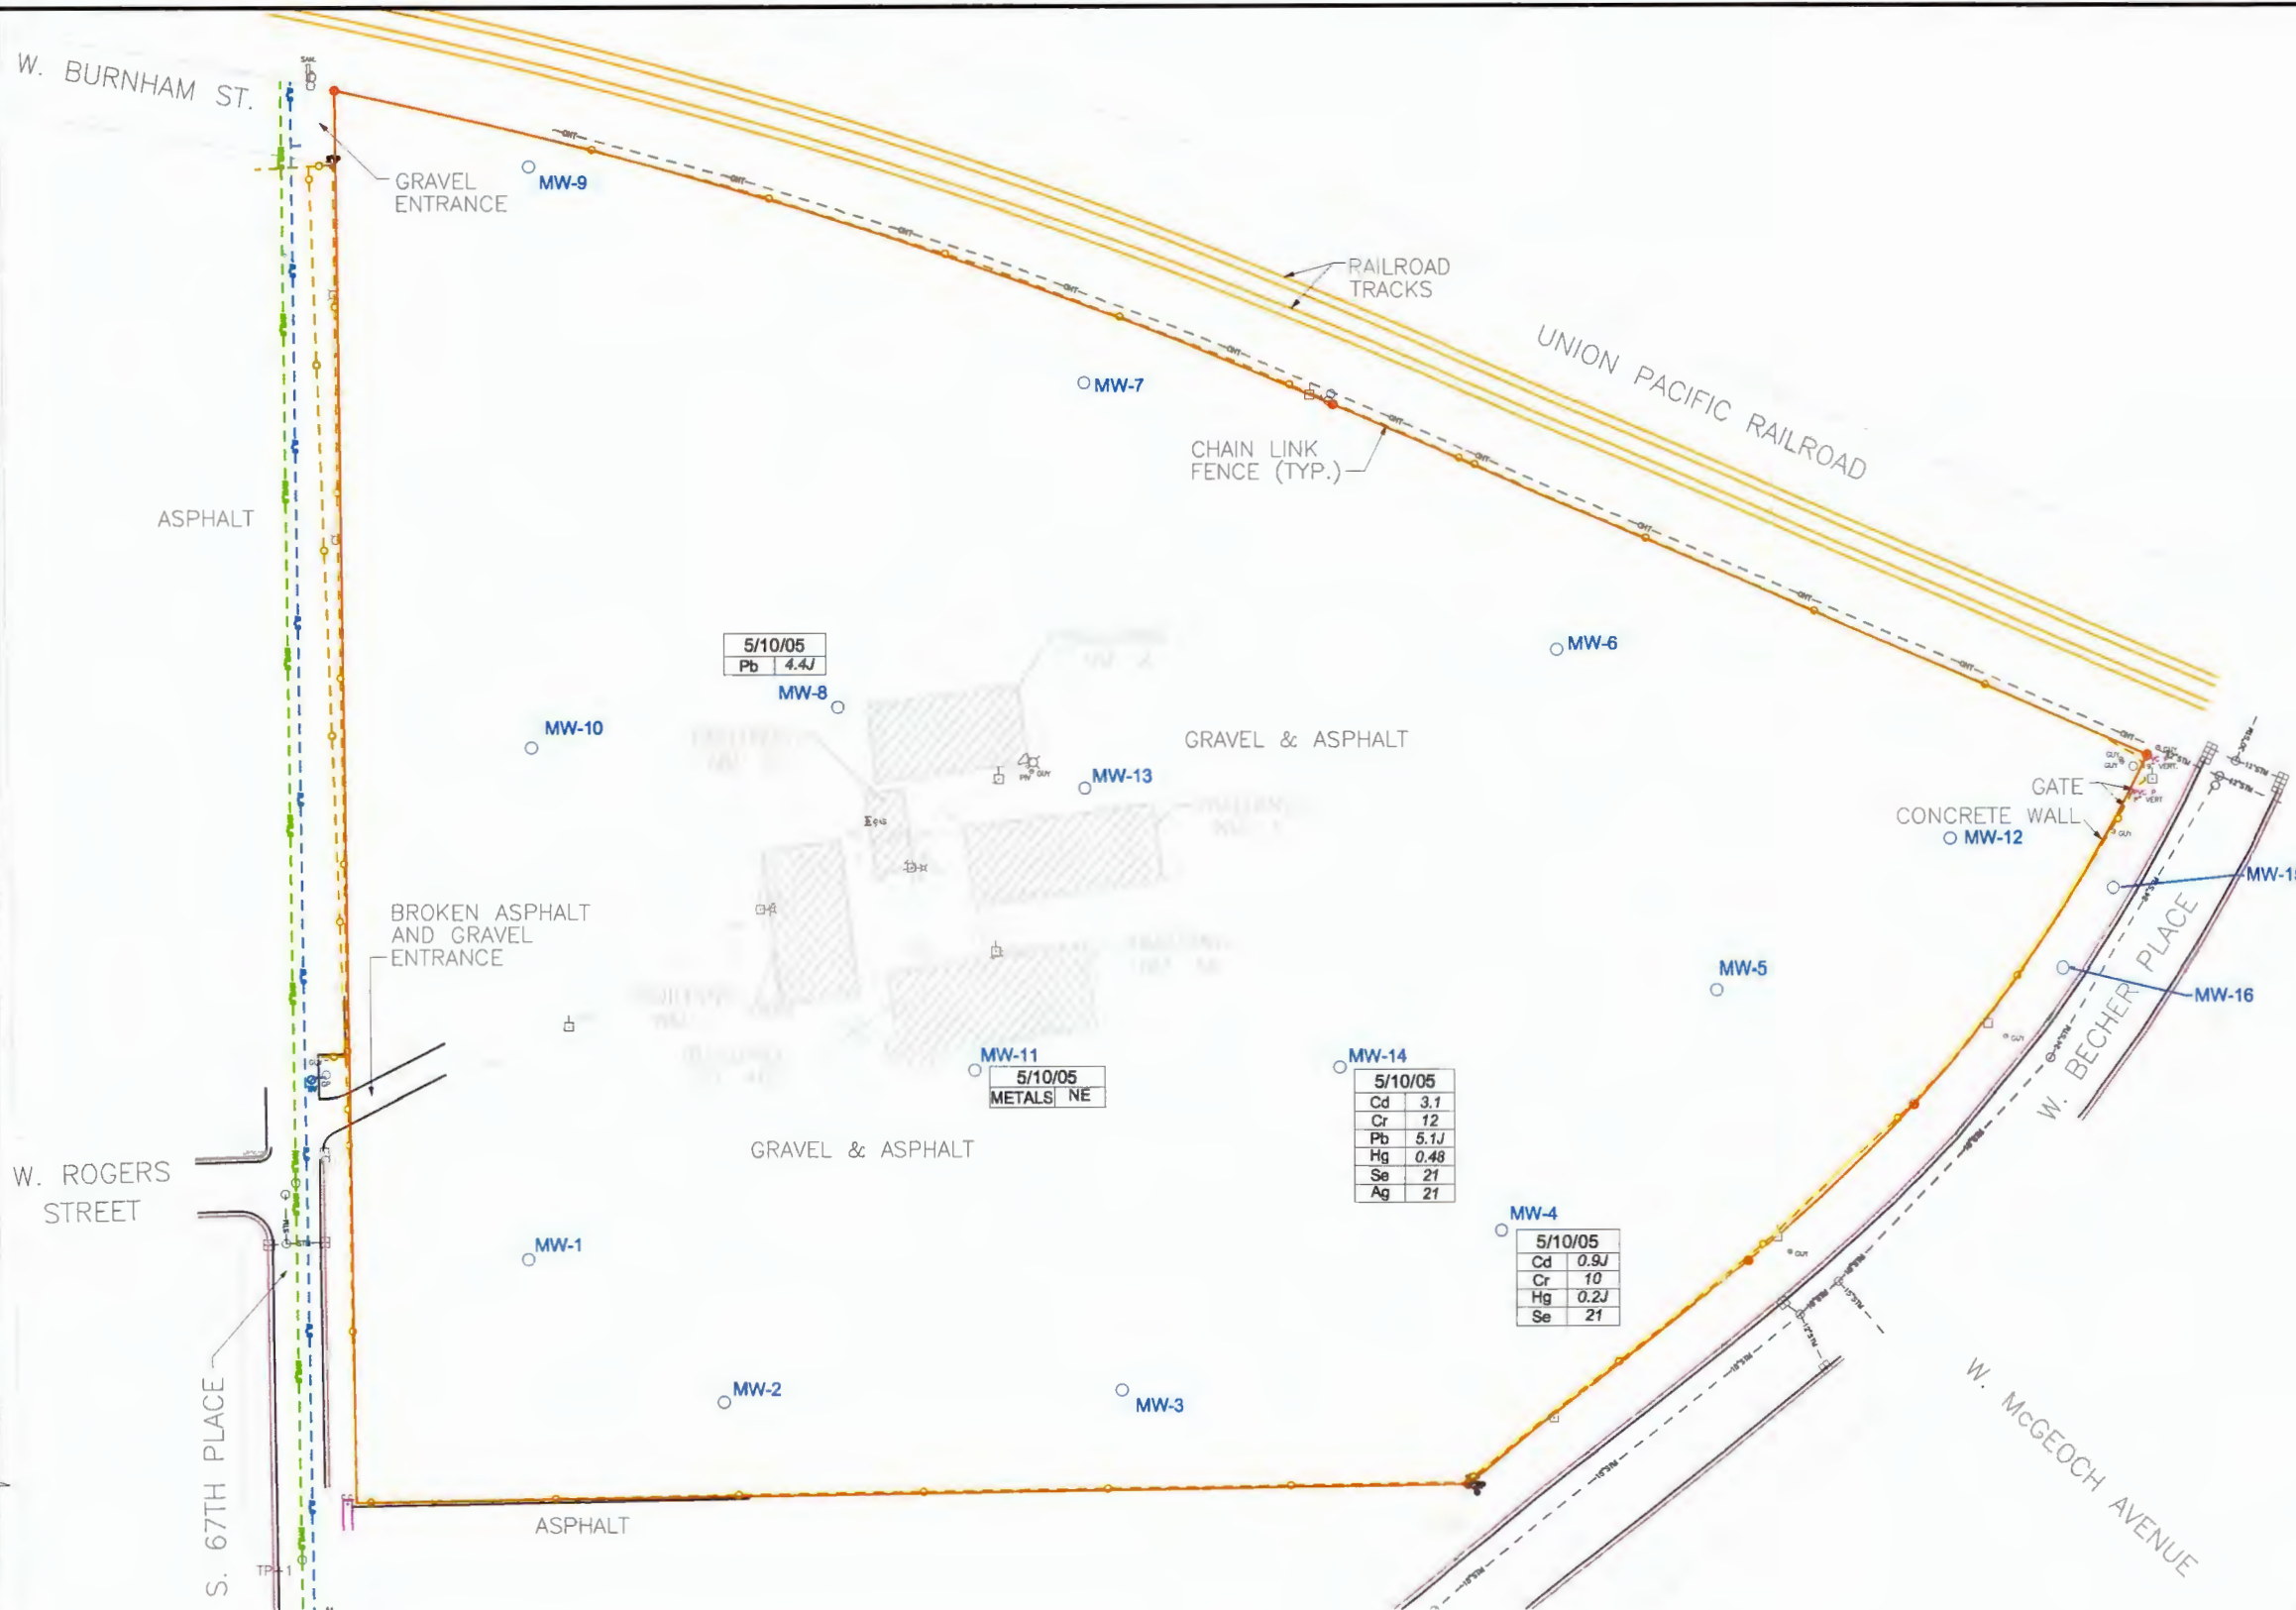 W. BURNHAM ST.
GRAVEL
ENTRANCE
MW-9
RAILROAD
TRACKS
UNION PACIFIC RAILROAD
MW-7
CHAIN LINK
FENCE (TYP.)
ASPHALT
5/10/05
Pb 4.4J
MW-8
MW-6
MW-10
GRAVEL & ASPHALT
MW-13
GATE
CONCRETE WALL
MW-12
BROKEN ASPHALT
AND GRAVEL
ENTRANCE
MW-5
MW-16
W. BECHER PLACE
MW-11
5/10/05
METALS NE
MW-14
5/10/05
Cd 3.1
Cr 12
Pb 5.1J
Hg 0.48
Se 21
Ag 21
GRAVEL & ASPHALT
W. ROGERS
STREET
MW-4
5/10/05
Cd 0.9J
Cr 10
Hg 0.2J
Se 21
MW-1
MW-2
MW-3
S. 67TH PLACE
ASPHALT
TP-1
W. McGEOCH AVENUE